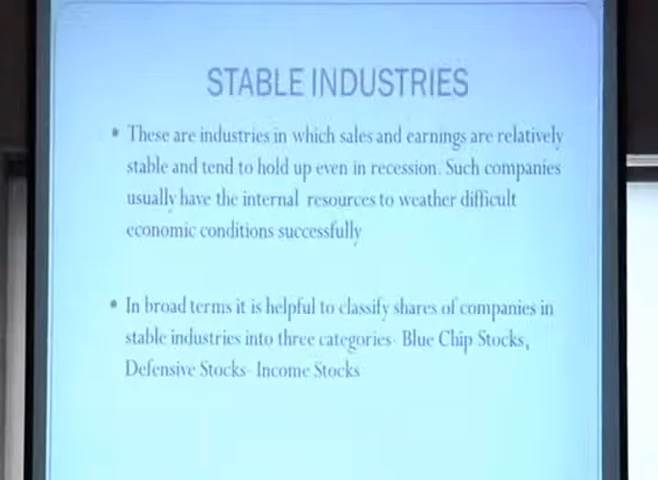 STABLE INDUSTRIES
• These are industries in which sales and earnings are relatively
stable and tend to hold up even in recession. Such companies
usually have the internal resources to weather difficult
economic conditions successfully
• In broad terms it is helpful to classify shares of companies in
stable industries into three categories- Blue Chip Stocks,
Defensive Stocks- Income Stocks